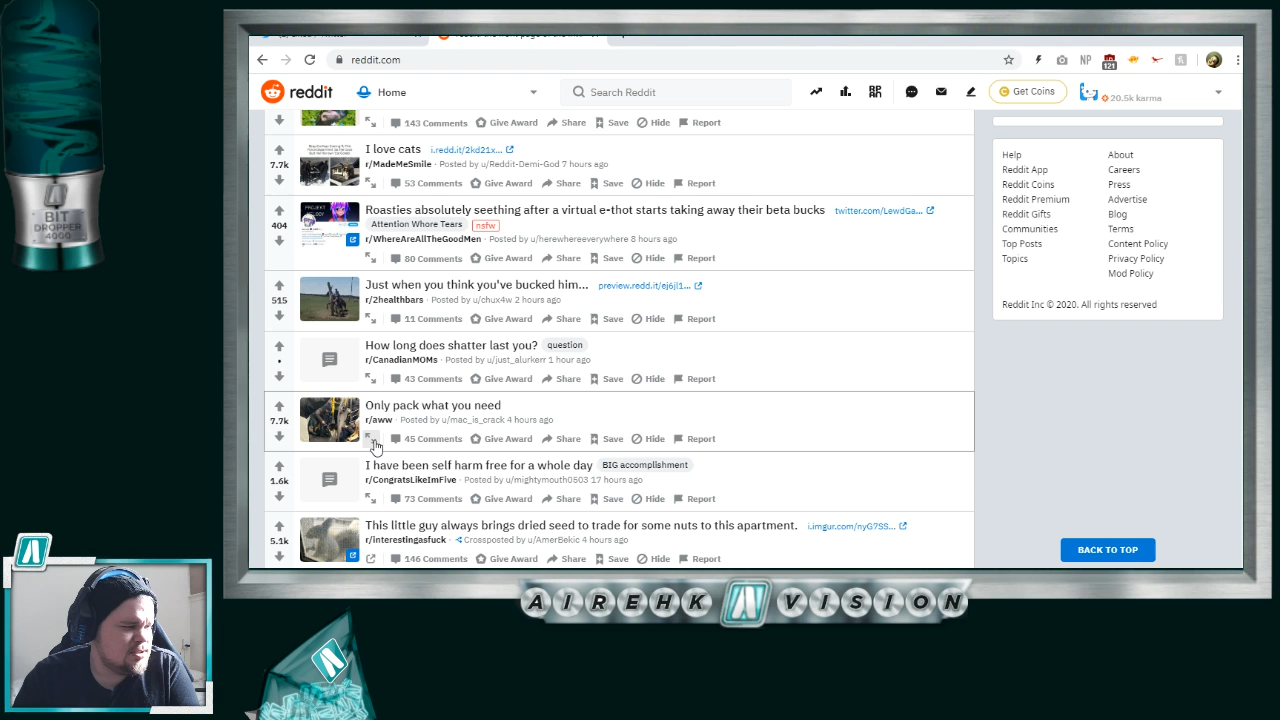 reddit.com
121
reddit
Home
Search Reddit
Get Coins
20.5k karma
143 Comments Give Award Share Save Hide Report
I love cats i.redd.it/2kd21x...
7.7k
r/MadeMeSmile · Posted by u/Reddit-Demi-God 7 hours ago
53 Comments Give Award Share Save Hide Report
Roasties absolutely seething after a virtual e-thot starts taking away their beta bucks twitter.com/LewdGa...
404
Attention Whore Tears nsfw
r/WhereAreAllTheGoodMen · Posted by u/herewhereeverywhere 8 hours ago
80 Comments Give Award Share Save Hide Report
Just when you think you've bucked him... preview.redd.it/ej6jl1...
515
r/2healthbars · Posted by u/chux4w 2 hours ago
11 Comments Give Award Share Save Hide Report
How long does shatter last you? question
•
r/CanadianMOMs · Posted by u/just_alurkerr 1 hour ago
43 Comments Give Award Share Save Hide Report
Only pack what you need
7.7k
r/aww · Posted by u/mac_is_crack 4 hours ago
45 Comments Give Award Share Save Hide Report
I have been self harm free for a whole day BIG accomplishment
1.6k
r/CongratsLikeImFive · Posted by u/mightymouth0503 17 hours ago
73 Comments Give Award Share Save Hide Report
This little guy always brings dried seed to trade for some nuts to this apartment. i.imgur.com/nyG7SS...
5.1k
r/interestingasfuck · Crossposted by u/AmerBekic 4 hours ago
146 Comments Give Award Share Save Hide Report
Help About
Reddit App Careers
Reddit Coins Press
Reddit Premium Advertise
Reddit Gifts Blog
Communities Terms
Top Posts Content Policy
Topics Privacy Policy
Mod Policy
Reddit Inc © 2020. All rights reserved
BACK TO TOP
BIT
DROPPER
4000
AIREHK VISION